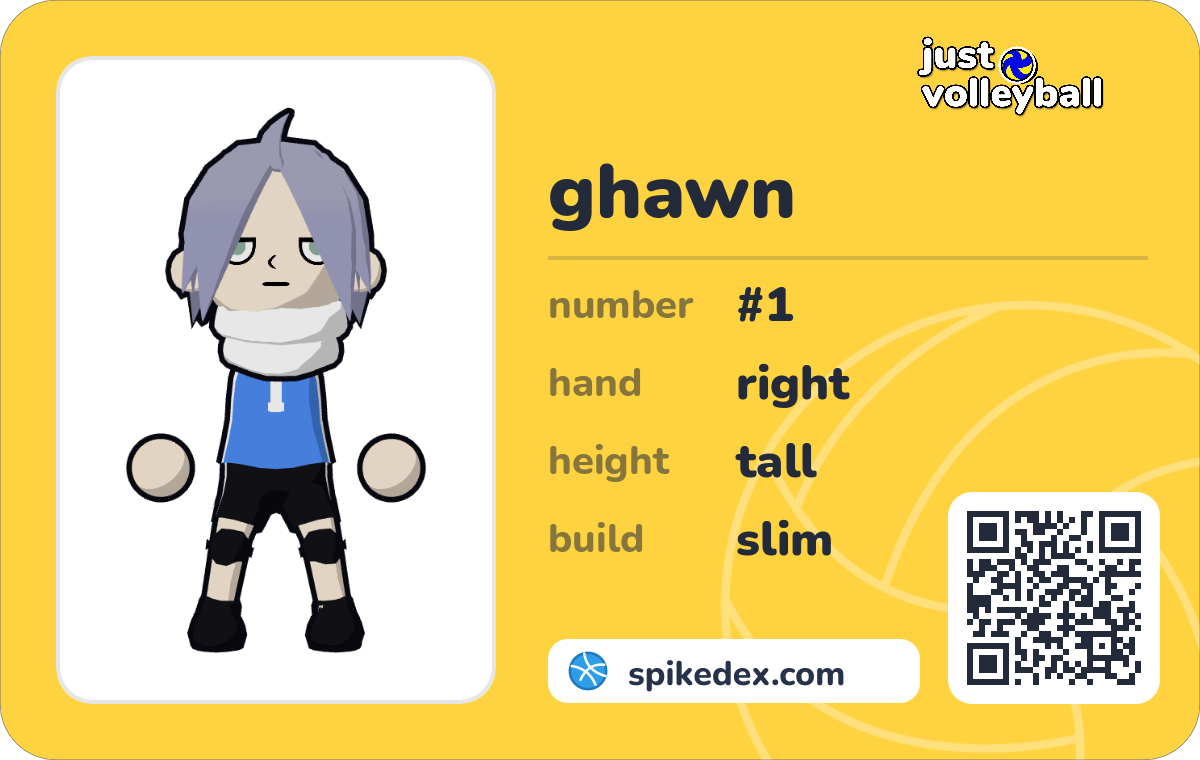 just
volleyball
ghawn
number #1
hand right
height tall
build slim
spikedex.com